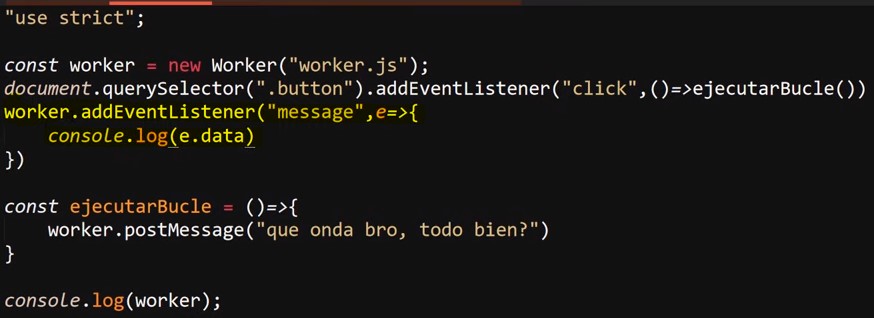 "use strict";
const worker = new Worker("worker.js");
document.querySelector(".button").addEventListener("click",()=>ejecutarBucle())
worker.addEventListener("message",e=>{
    console.log(e.data)
})
const ejecutarBucle = ()=>{
    worker.postMessage("que onda bro, todo bien?")
}
console.log(worker);